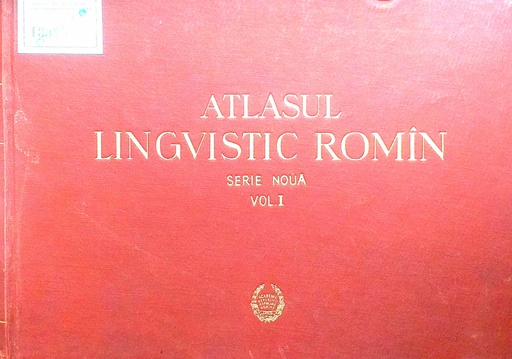 ATLASUL
LINGVISTIC ROMÎN
SERIE NOUĂ
VOL I